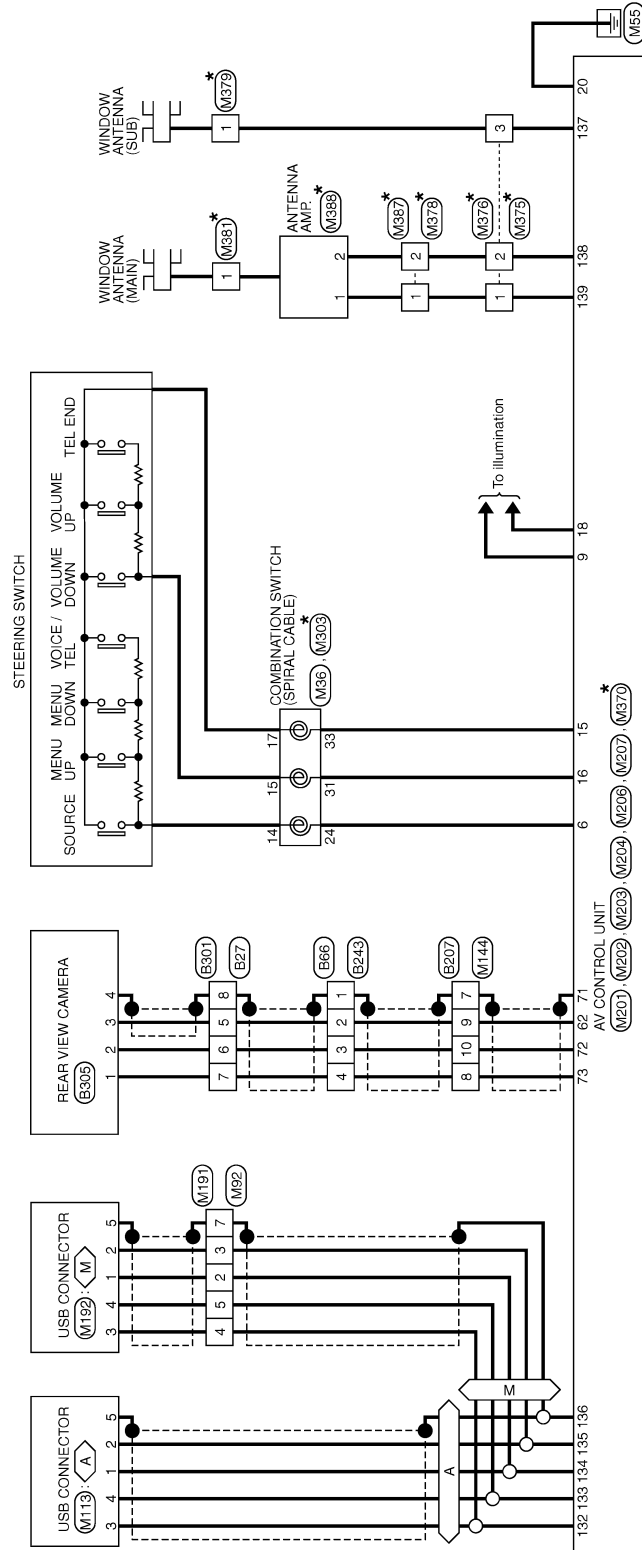 USB CONNECTOR
M113 : A
3 4 1 2 5
A
USB CONNECTOR
M192 : M
3 4 1 2 5
4 5 2 3 7
M191
M92
M
132 133 134 135 136
REAR VIEW CAMERA
B305
1 2 3 4
7 6 5 8
B301
B27
4 3 2 1
B66
B243
8 10 9 7
B207
M144
73 72 62 71
AV CONTROL UNIT
M201 , M202 , M203 , M204 , M206 , M207 , M370 *
STEERING SWITCH
SOURCE
MENU UP
MENU DOWN
VOICE / TEL
VOLUME DOWN
VOLUME UP
TEL END
14 15 17
COMBINATION SWITCH
(SPIRAL CABLE)
M36 , M303 *
24 31 33
6 16 15
To illumination
9 18
WINDOW
ANTENNA
(MAIN)
1
M381 *
ANTENNA
AMP.
M388 *
1 2
1 2
M387 *
M378 *
1 2 3
M376 *
M375 *
139 138 137 20
WINDOW
ANTENNA
(SUB)
1
M379 *
M55